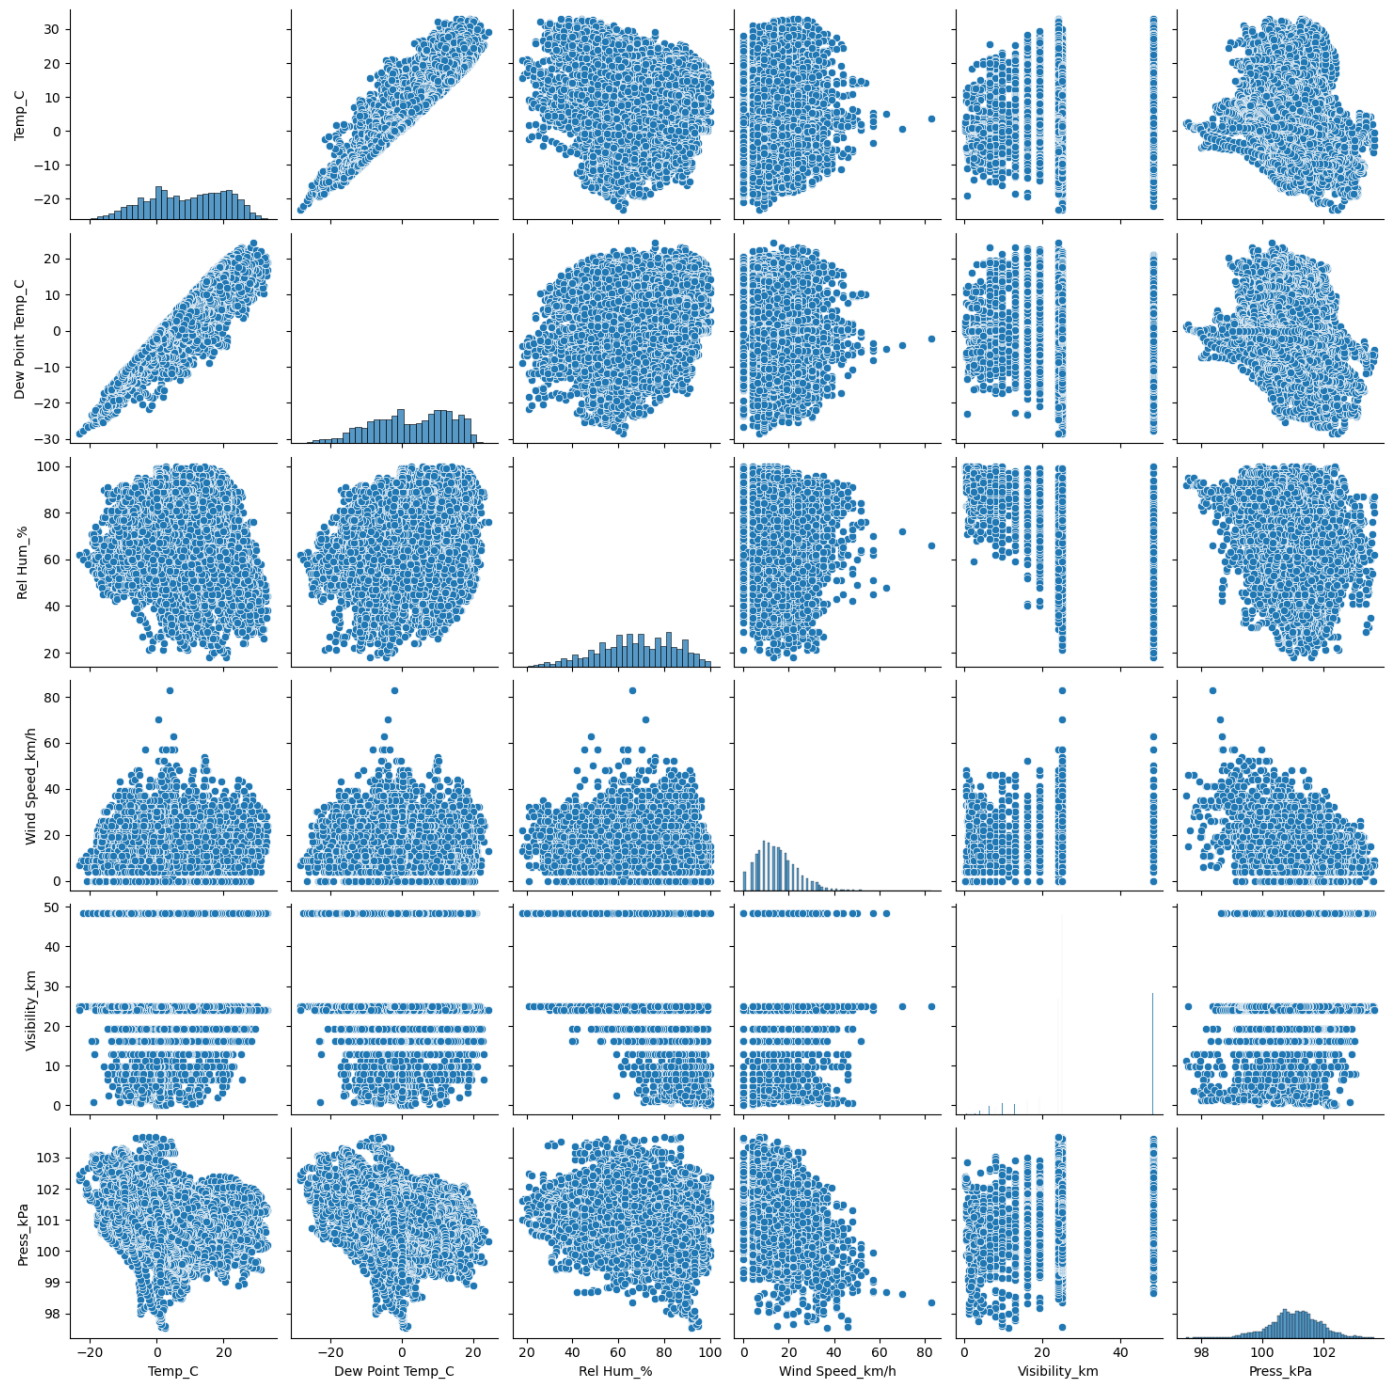 30
20
10
0
−10
−20
Temp_C
20
10
0
−10
−20
−30
Dew Point Temp_C
100
80
60
40
20
Rel Hum_%
80
60
40
20
0
Wind Speed_km/h
50
40
30
20
10
0
Visibility_km
103
102
101
100
99
98
Press_kPa
−20 0 20
Temp_C
−20 0 20
Dew Point Temp_C
20 40 60 80 100
Rel Hum_%
0 20 40 60 80
Wind Speed_km/h
0 20 40
Visibility_km
98 100 102
Press_kPa